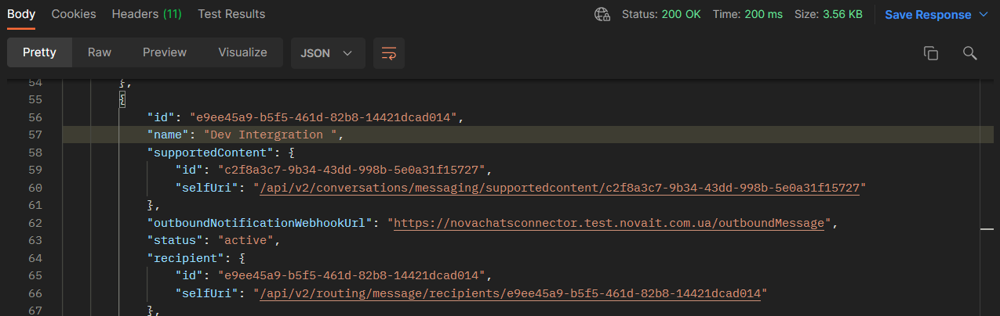 Body Cookies Headers (11) Test Results Status: 200 OK Time: 200 ms Size: 3.56 KB Save Response
Pretty Raw Preview Visualize JSON
54 },
55 {
56 "id": "e9ee45a9-b5f5-461d-82b8-14421dcad014",
57 "name": "Dev Intergration ",
58 "supportedContent": {
59 "id": "c2f8a3c7-9b34-43dd-998b-5e0a31f15727",
60 "selfUri": "/api/v2/conversations/messaging/supportedcontent/c2f8a3c7-9b34-43dd-998b-5e0a31f15727"
61 },
62 "outboundNotificationWebhookUrl": "https://novachatsconnector.test.novait.com.ua/outboundMessage",
63 "status": "active",
64 "recipient": {
65 "id": "e9ee45a9-b5f5-461d-82b8-14421dcad014",
66 "selfUri": "/api/v2/routing/message/recipients/e9ee45a9-b5f5-461d-82b8-14421dcad014"
67 },